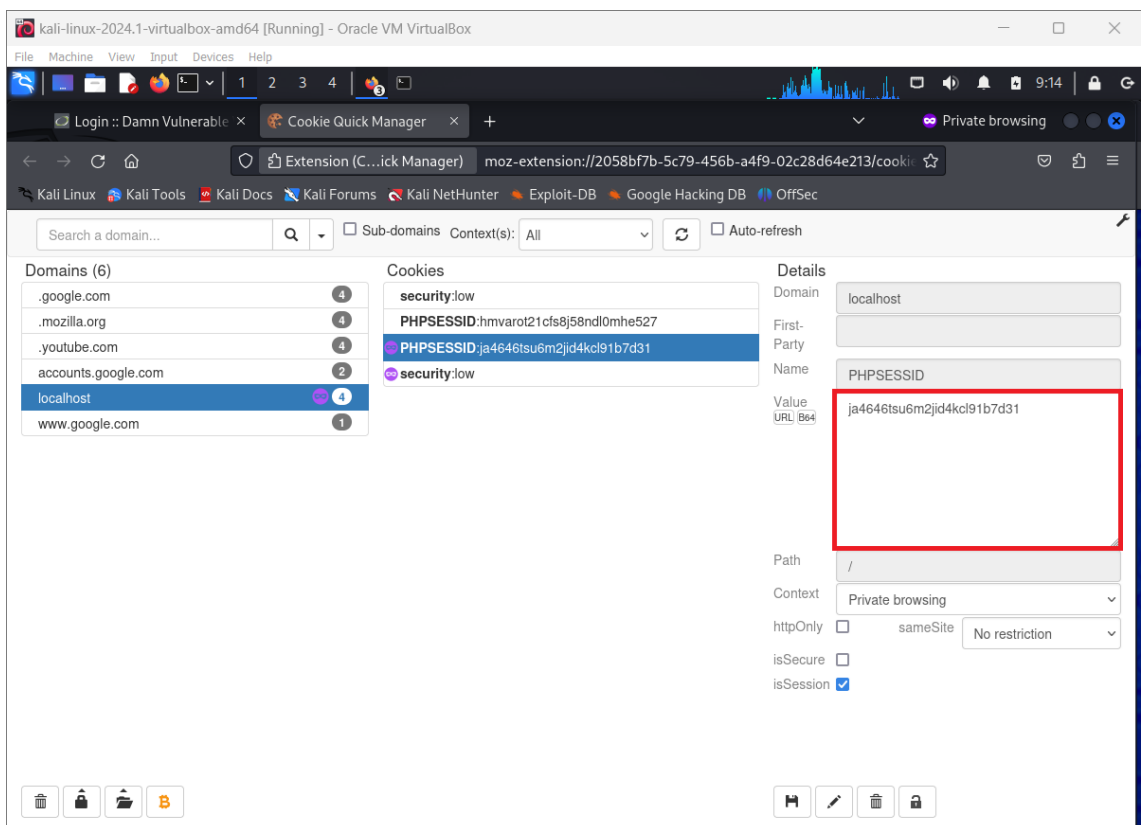 kali-linux-2024.1-virtualbox-amd64 [Running] - Oracle VM VirtualBox
File Machine View Input Devices Help
1 2 3 4 3 9:14
Login :: Damn Vulnerable Cookie Quick Manager Private browsing
Extension (C...ick Manager) moz-extension://2058bf7b-5c79-456b-a4f9-02c28d64e213/cookie
Kali Linux Kali Tools Kali Docs Kali Forums Kali NetHunter Exploit-DB Google Hacking DB OffSec
Search a domain... Sub-domains Context(s): All Auto-refresh
Domains (6)
.google.com 4
.mozilla.org 4
.youtube.com 4
accounts.google.com 2
localhost 4
www.google.com 1
Cookies
security:low
PHPSESSID:hmvarot21cfs8j58ndl0mhe527
PHPSESSID:ja4646tsu6m2jid4kcl91b7d31
security:low
Details
Domain localhost
First-Party
Name PHPSESSID
Value ja4646tsu6m2jid4kcl91b7d31
URL B64
Path /
Context Private browsing
httpOnly sameSite No restriction
isSecure
isSession